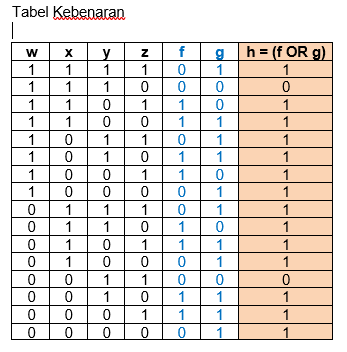 Tabel Kebenaran
w x y z f g h = (f OR g)
1 1 1 1 0 1 1
1 1 1 0 0 0 0
1 1 0 1 1 0 1
1 1 0 0 1 1 1
1 0 1 1 0 1 1
1 0 1 0 1 1 1
1 0 0 1 1 0 1
1 0 0 0 0 1 1
0 1 1 1 0 1 1
0 1 1 0 1 0 1
0 1 0 1 1 1 1
0 1 0 0 0 1 1
0 0 1 1 0 0 0
0 0 1 0 1 1 1
0 0 0 1 1 1 1
0 0 0 0 0 1 1